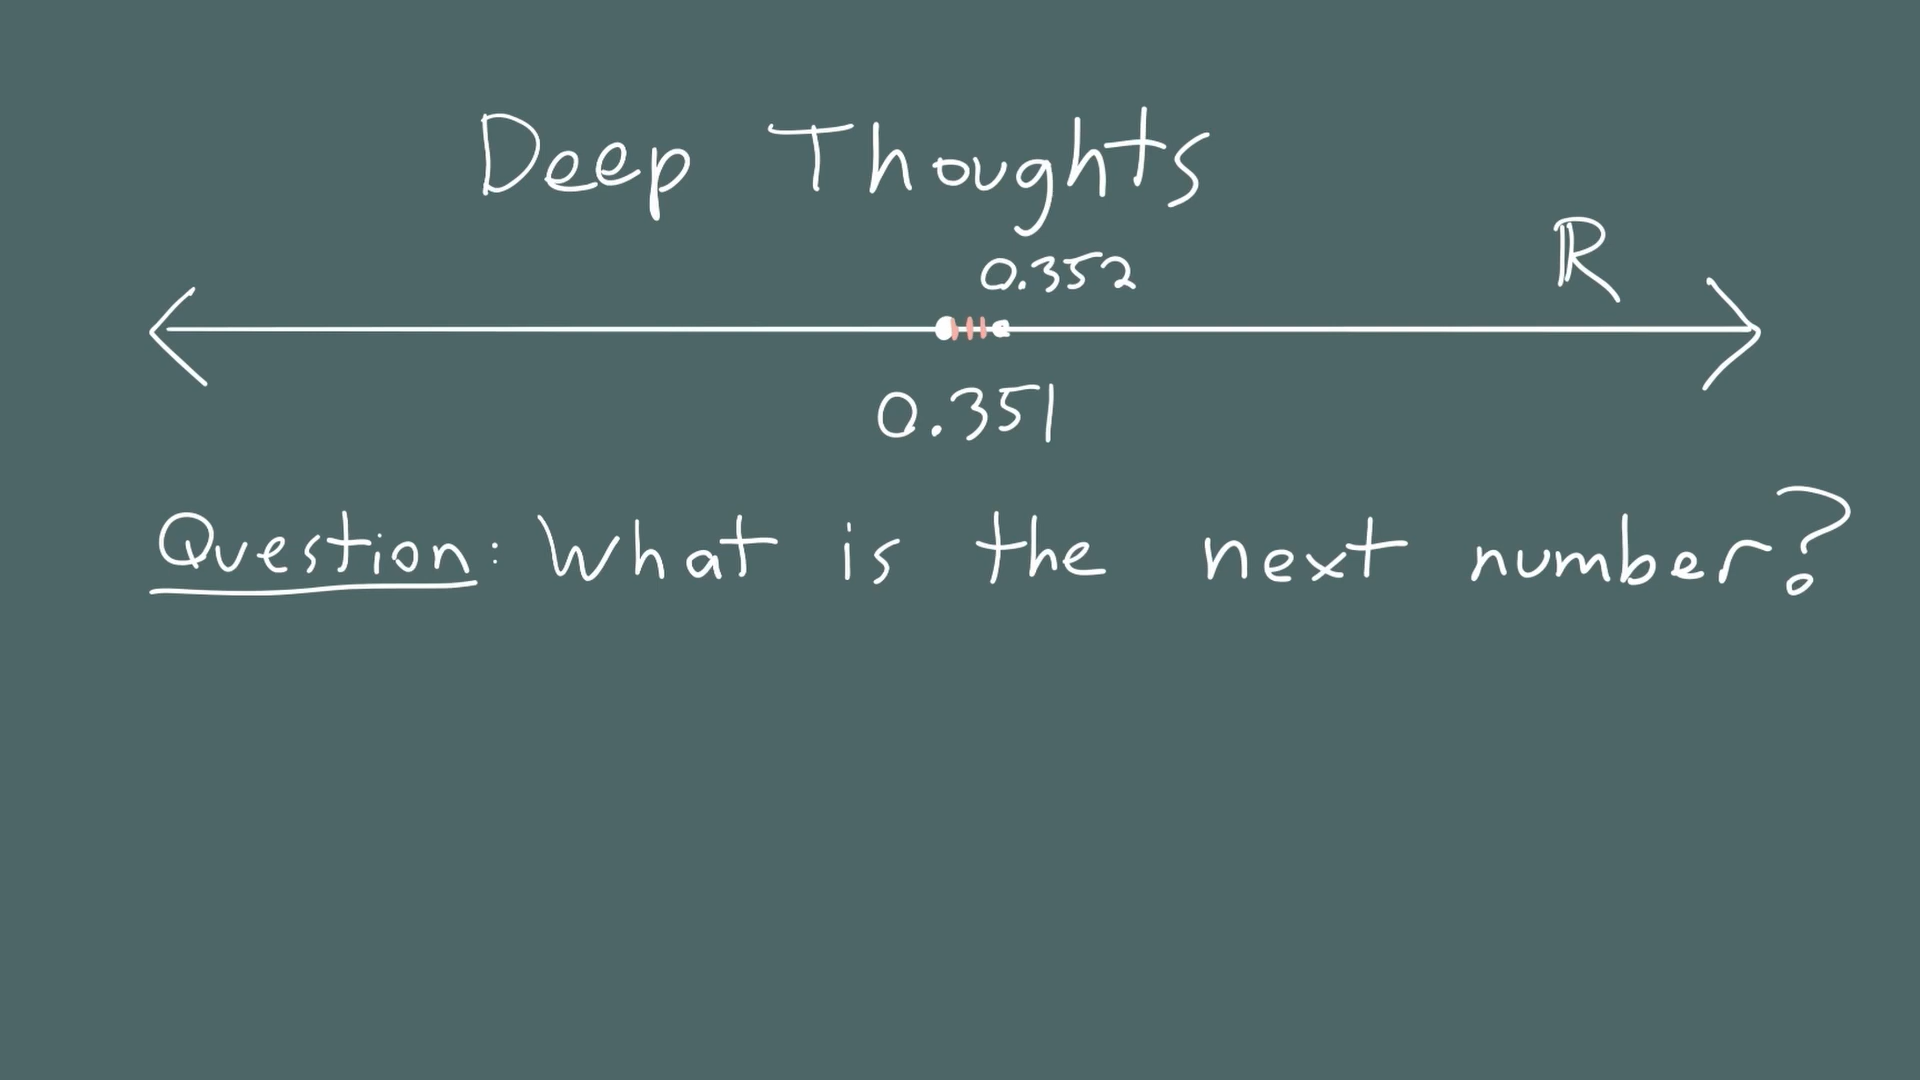 Deep Thoughts
ℝ
0.352
0.351
Question: What is the next number?